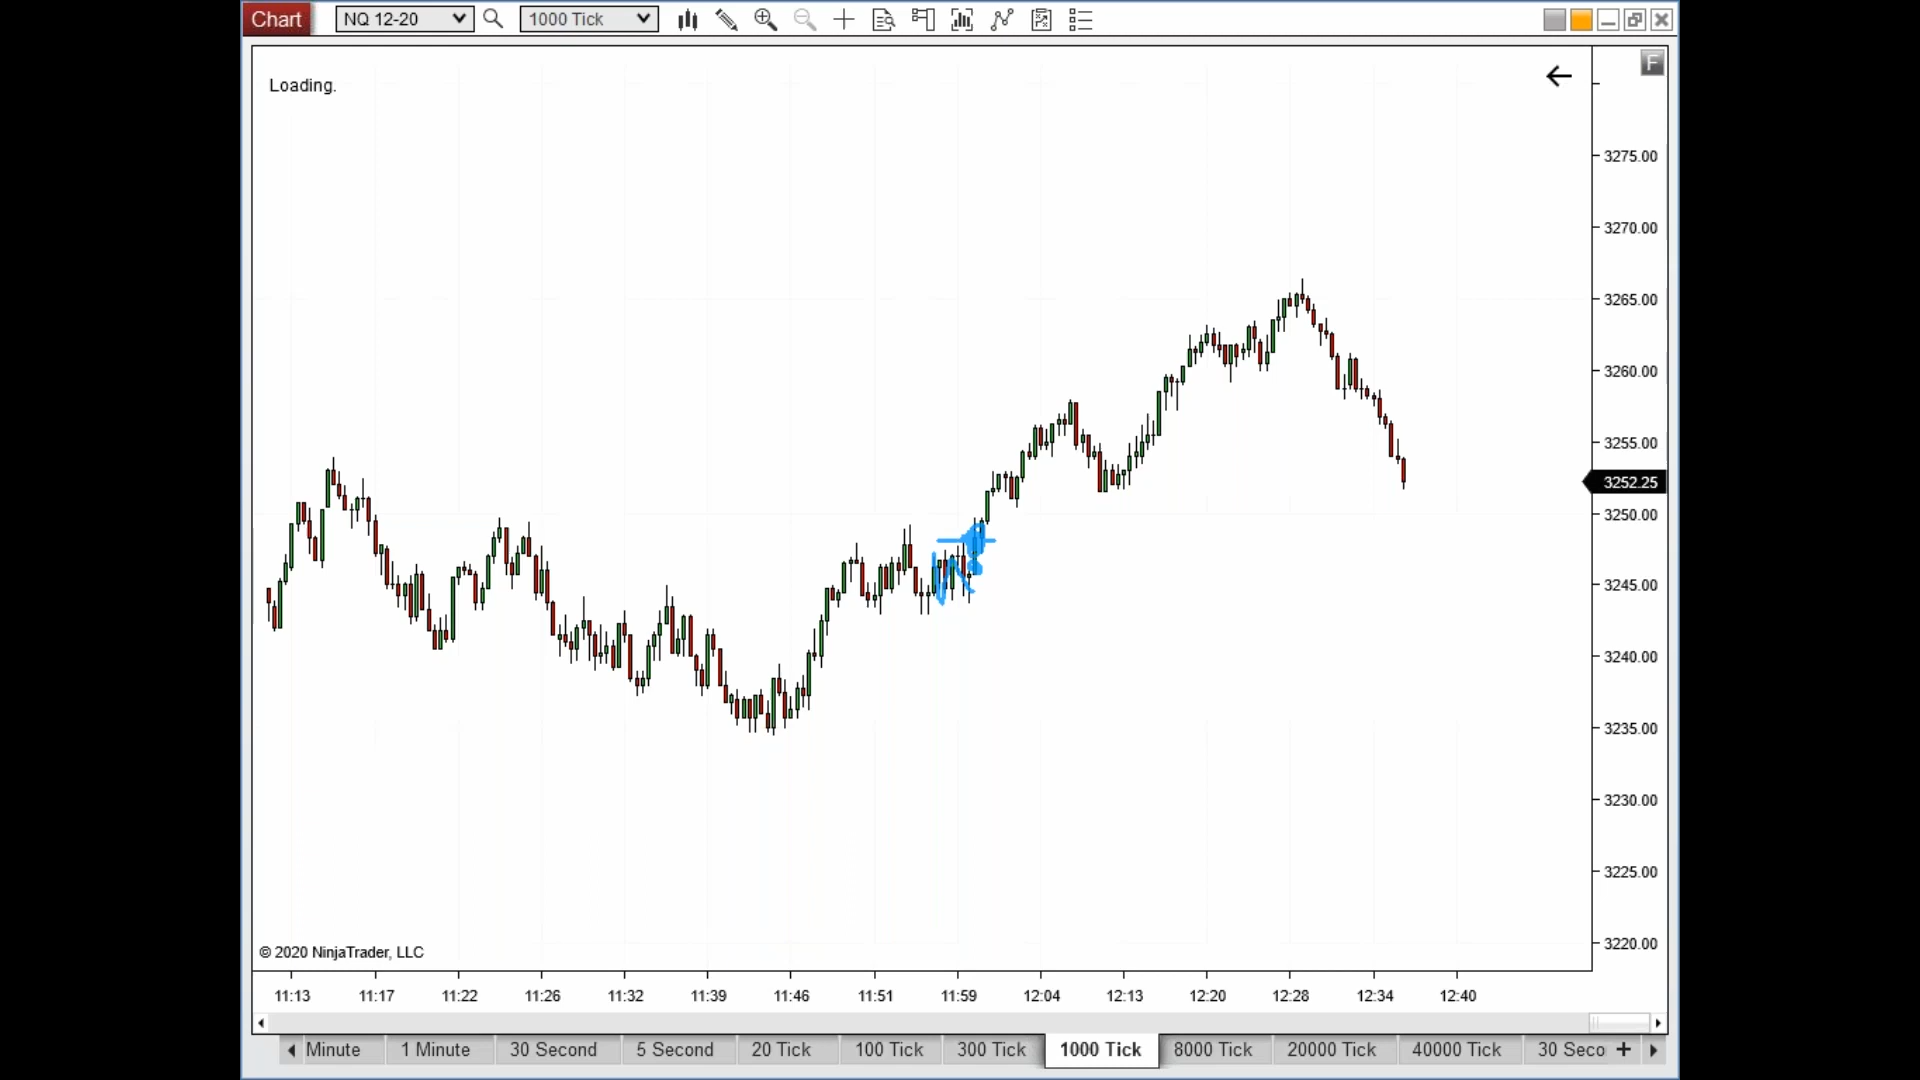 Chart NQ 12-20 1000 Tick
F
Loading.
3275.00
3270.00
3265.00
3260.00
3255.00
3252.25
3250.00
3245.00
3240.00
3235.00
3230.00
3225.00
3220.00
© 2020 NinjaTrader, LLC
11:13 11:17 11:22 11:26 11:32 11:39 11:46 11:51 11:59 12:04 12:13 12:20 12:28 12:34 12:40
Minute 1 Minute 30 Second 5 Second 20 Tick 100 Tick 300 Tick 1000 Tick 8000 Tick 20000 Tick 40000 Tick 30 Seco +